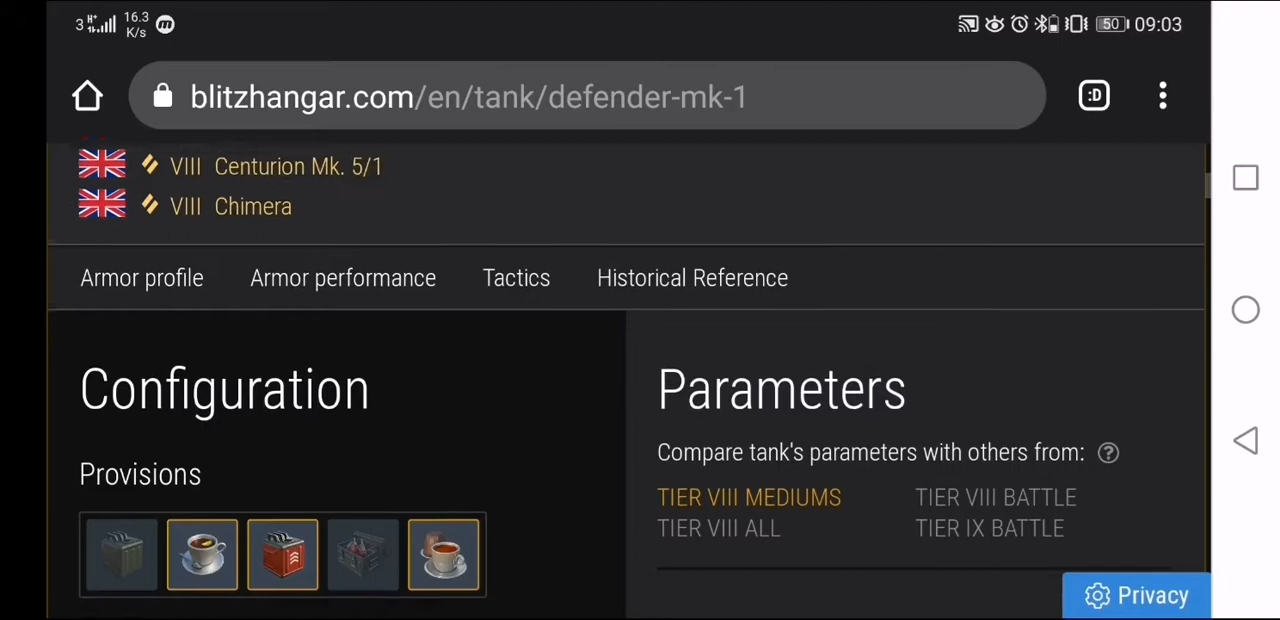 3 H+ 16.3 K/s m 50 09:03
blitzhangar.com/en/tank/defender-mk-1 :D
VIII Centurion Mk. 5/1
VIII Chimera
Armor profile Armor performance Tactics Historical Reference
Configuration
Provisions
Parameters
Compare tank's parameters with others from: ?
TIER VIII MEDIUMS TIER VIII BATTLE
TIER VIII ALL TIER IX BATTLE
Privacy